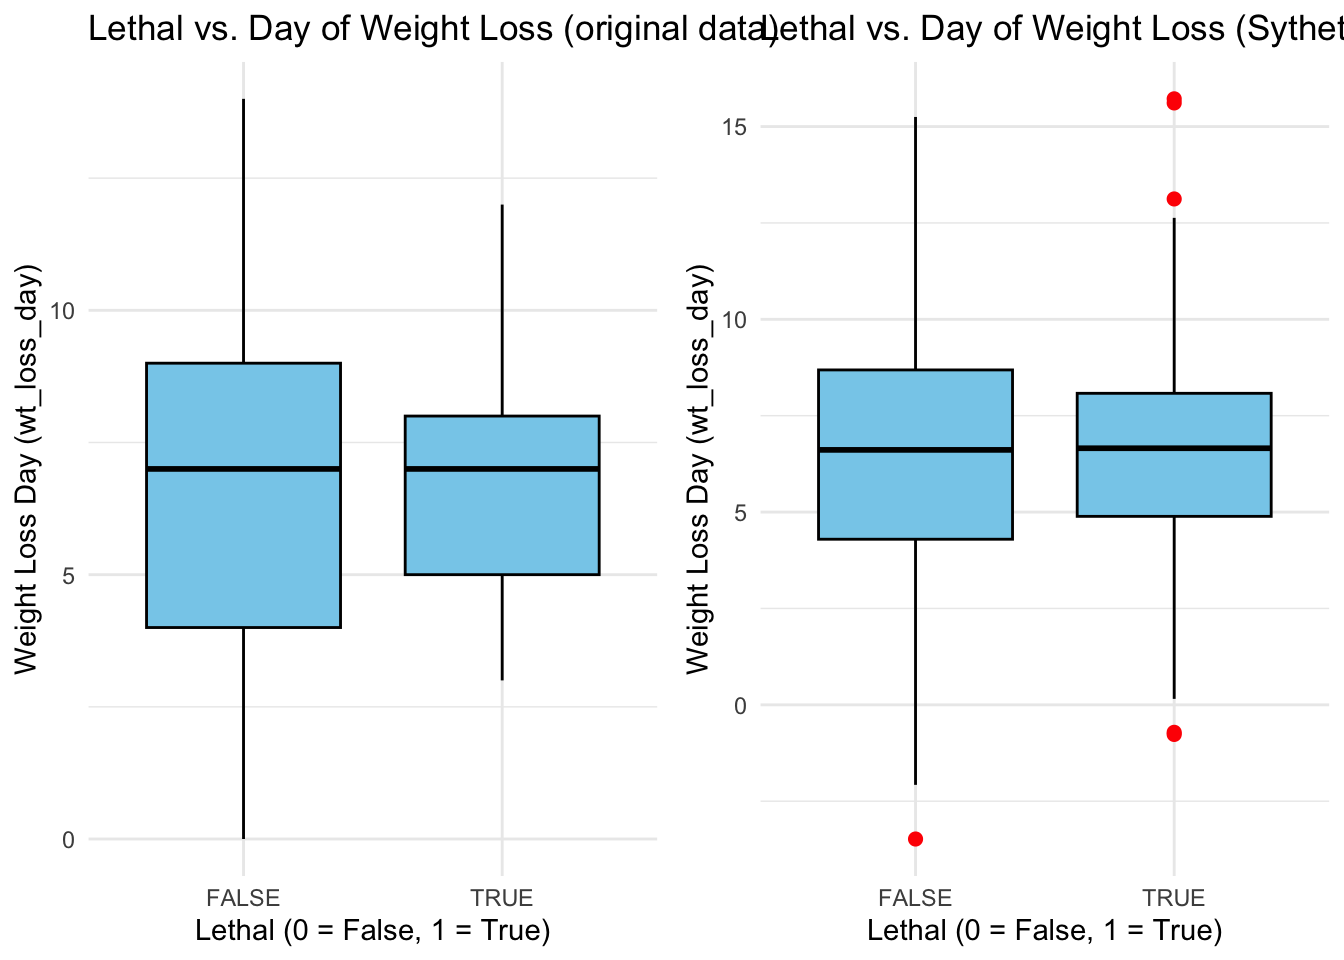 Lethal vs. Day of Weight Loss (original data)
Lethal vs. Day of Weight Loss (Sythet
Weight Loss Day (wt_loss_day)
10
5
0
FALSE TRUE
Lethal (0 = False, 1 = True)
Weight Loss Day (wt_loss_day)
15
10
5
0
FALSE TRUE
Lethal (0 = False, 1 = True)